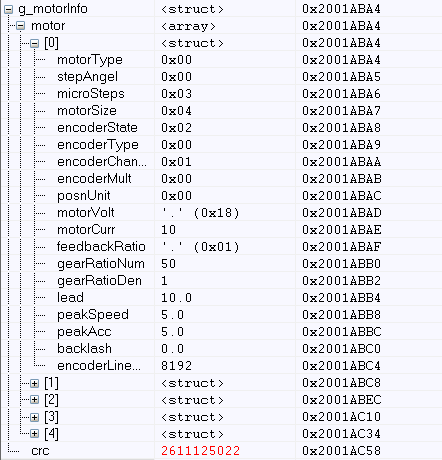 g_motorInfo <struct> 0x2001ABA4
motor <array> 0x2001ABA4
[0] <struct> 0x2001ABA4
motorType 0x00 0x2001ABA4
stepAngel 0x00 0x2001ABA5
microSteps 0x03 0x2001ABA6
motorSize 0x04 0x2001ABA7
encoderState 0x02 0x2001ABA8
encoderType 0x00 0x2001ABA9
encoderChan... 0x01 0x2001ABAA
encoderMult 0x00 0x2001ABAB
posnUnit 0x00 0x2001ABAC
motorVolt '.' (0x18) 0x2001ABAD
motorCurr 10 0x2001ABAE
feedbackRatio '.' (0x01) 0x2001ABAF
gearRatioNum 50 0x2001ABB0
gearRatioDen 1 0x2001ABB2
lead 10.0 0x2001ABB4
peakSpeed 5.0 0x2001ABB8
peakAcc 5.0 0x2001ABBC
backlash 0.0 0x2001ABC0
encoderLine... 8192 0x2001ABC4
[1] <struct> 0x2001ABC8
[2] <struct> 0x2001ABEC
[3] <struct> 0x2001AC10
[4] <struct> 0x2001AC34
crc 2611125022 0x2001AC58